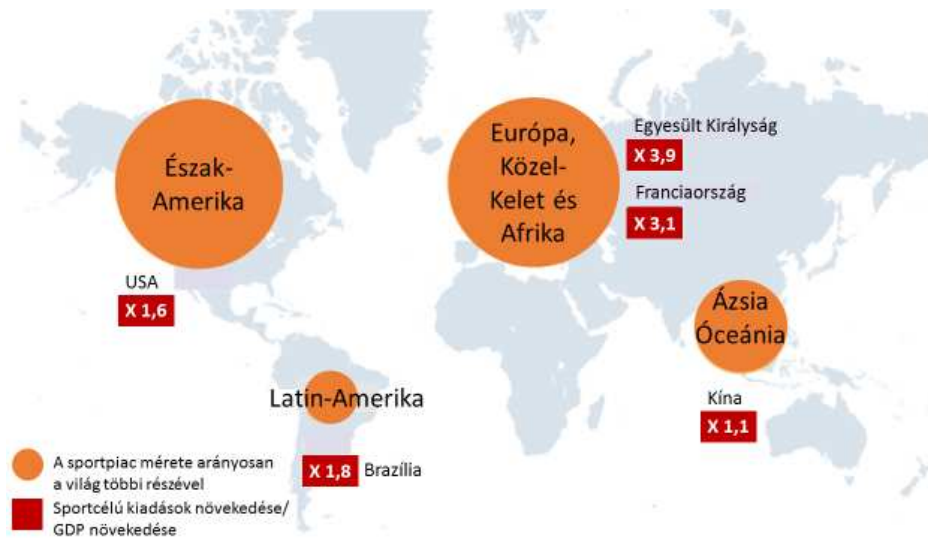 Észak-
Amerika
USA
X 1,6
Európa,
Közel-
Kelet és
Afrika
Egyesült Királyság
X 3,9
Franciaország
X 3,1
Ázsia
Óceánia
Kína
X 1,1
Latin-Amerika
X 1,8 Brazília
A sportpiac mérete arányosan
a világ többi részével
Sportcélú kiadások növekedése/
GDP növekedése